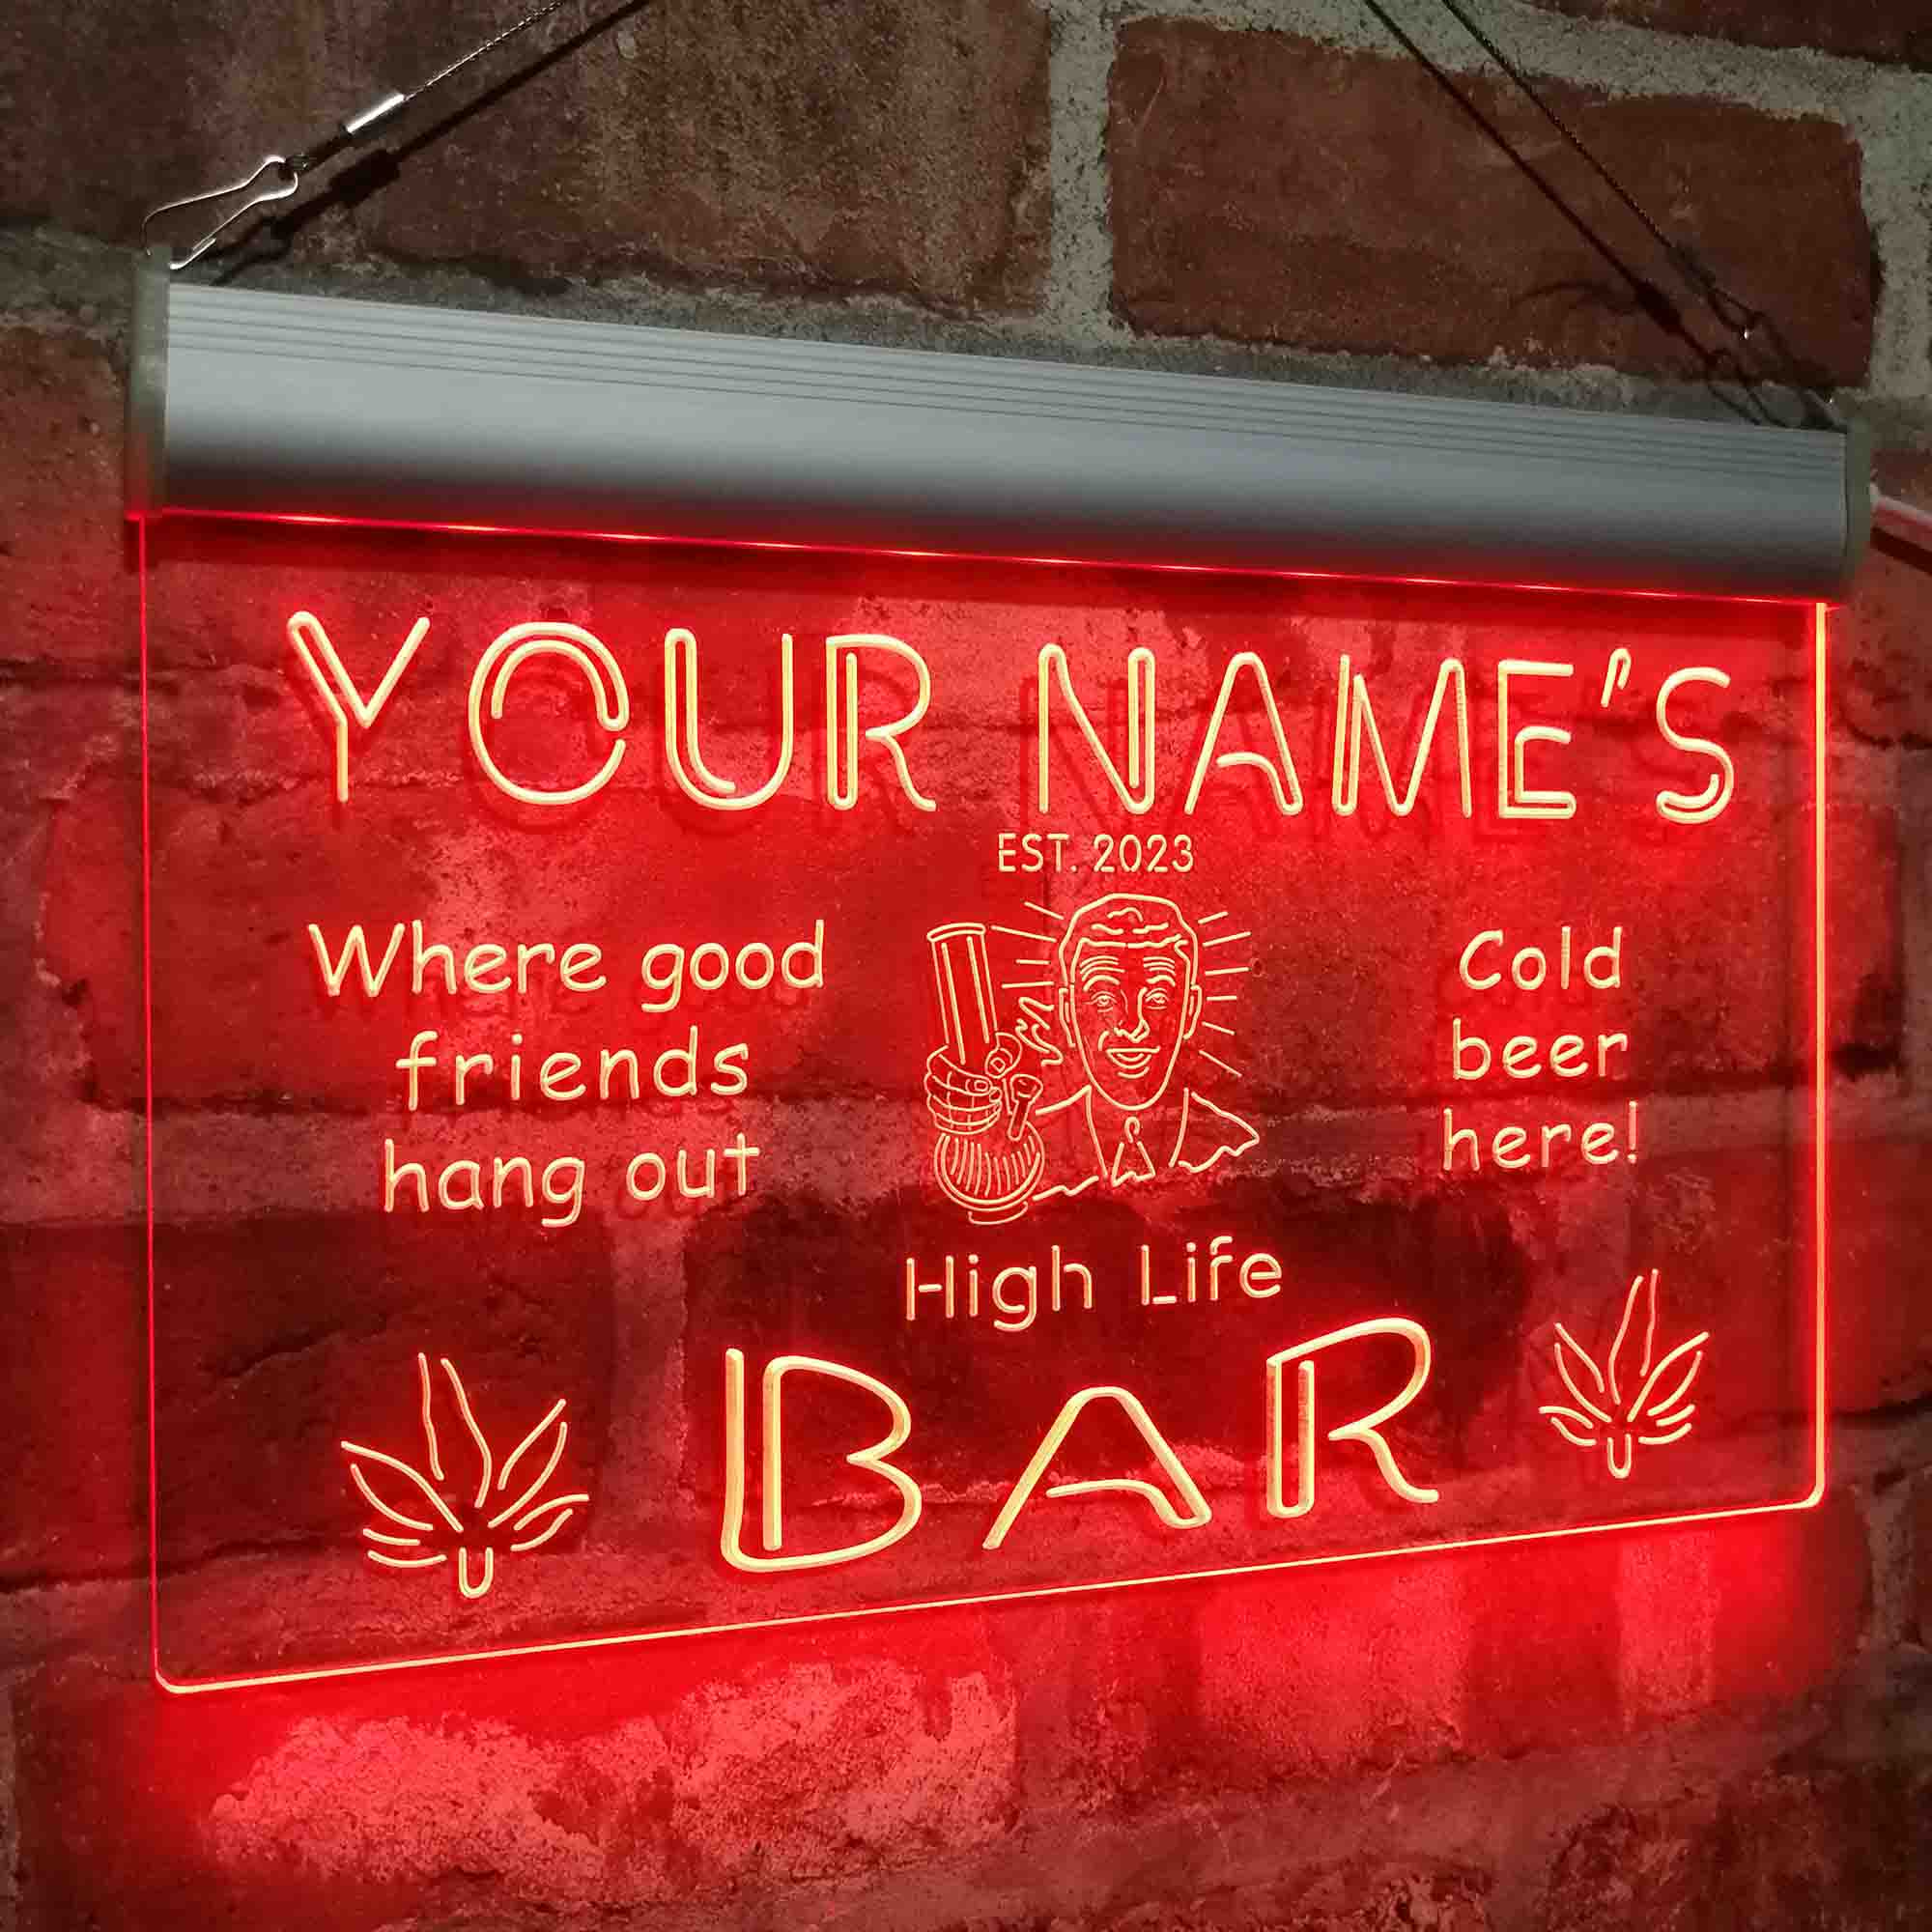 YOUR NAME'S
EST. 2023
Where good
friends
hang out
Cold
beer
here!
High Life
BAR